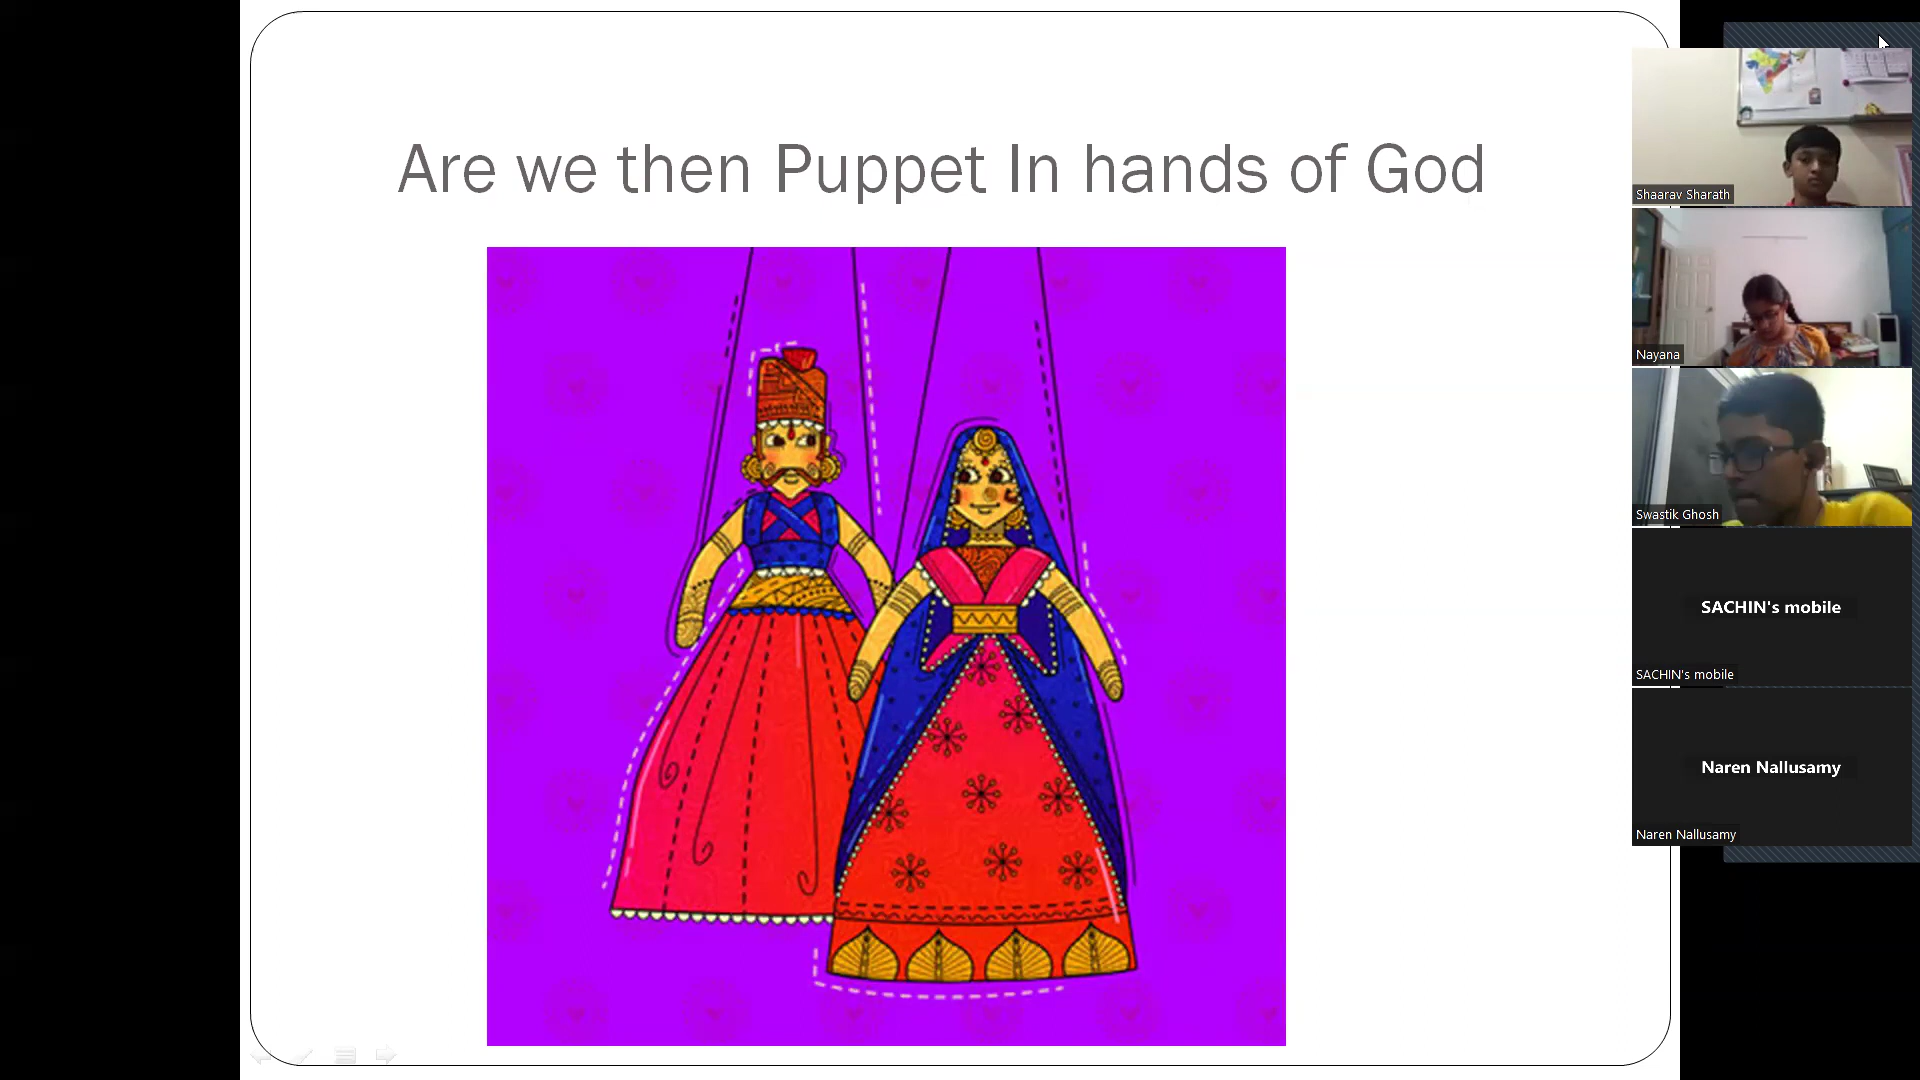 Are we then Puppet In hands of God
Shaarav Sharath
Nayana
Swastik Ghosh
SACHIN's mobile
SACHIN's mobile
Naren Nallusamy
Naren Nallusamy